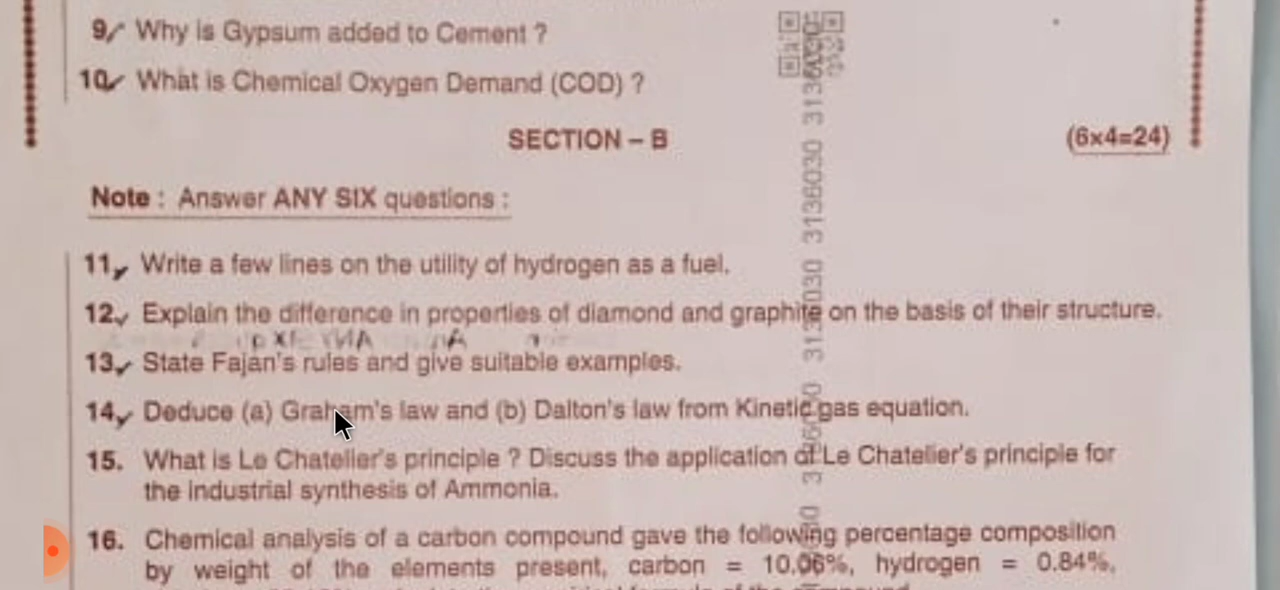 9. Why is Gypsum added to Cement ?
10. What is Chemical Oxygen Demand (COD) ?
SECTION – B (6x4=24)
Note : Answer ANY SIX questions :
11. Write a few lines on the utility of hydrogen as a fuel.
12. Explain the difference in properties of diamond and graphite on the basis of their structure.
13. State Fajan's rules and give suitable examples.
14. Deduce (a) Graham's law and (b) Dalton's law from Kinetic gas equation.
15. What is Le Chatelier's principle ? Discuss the application of Le Chatelier's principle for
the industrial synthesis of Ammonia.
16. Chemical analysis of a carbon compound gave the following percentage composition
by weight of the elements present, carbon = 10.06%, hydrogen = 0.84%,
3136030 3136030